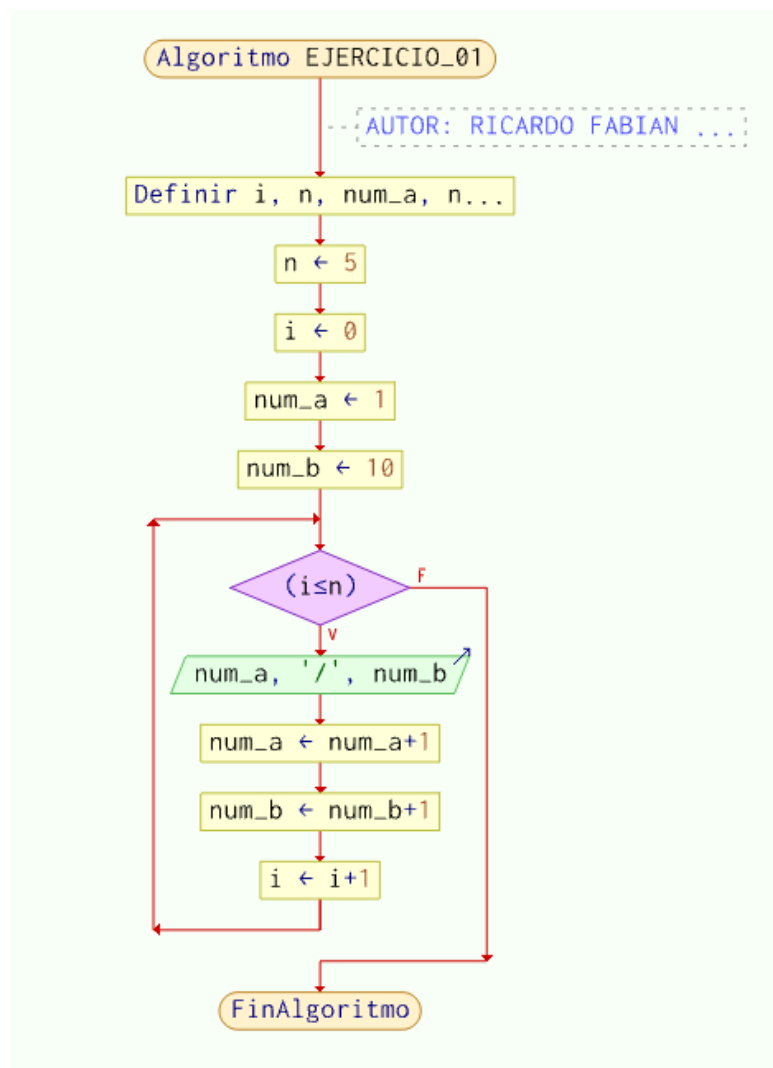 Algoritmo EJERCICIO_01
AUTOR: RICARDO FABIAN ...
Definir i, n, num_a, n...
n ← 5
i ← 0
num_a ← 1
num_b ← 10
(i≤n)
F
V
num_a, '/', num_b
num_a ← num_a+1
num_b ← num_b+1
i ← i+1
FinAlgoritmo